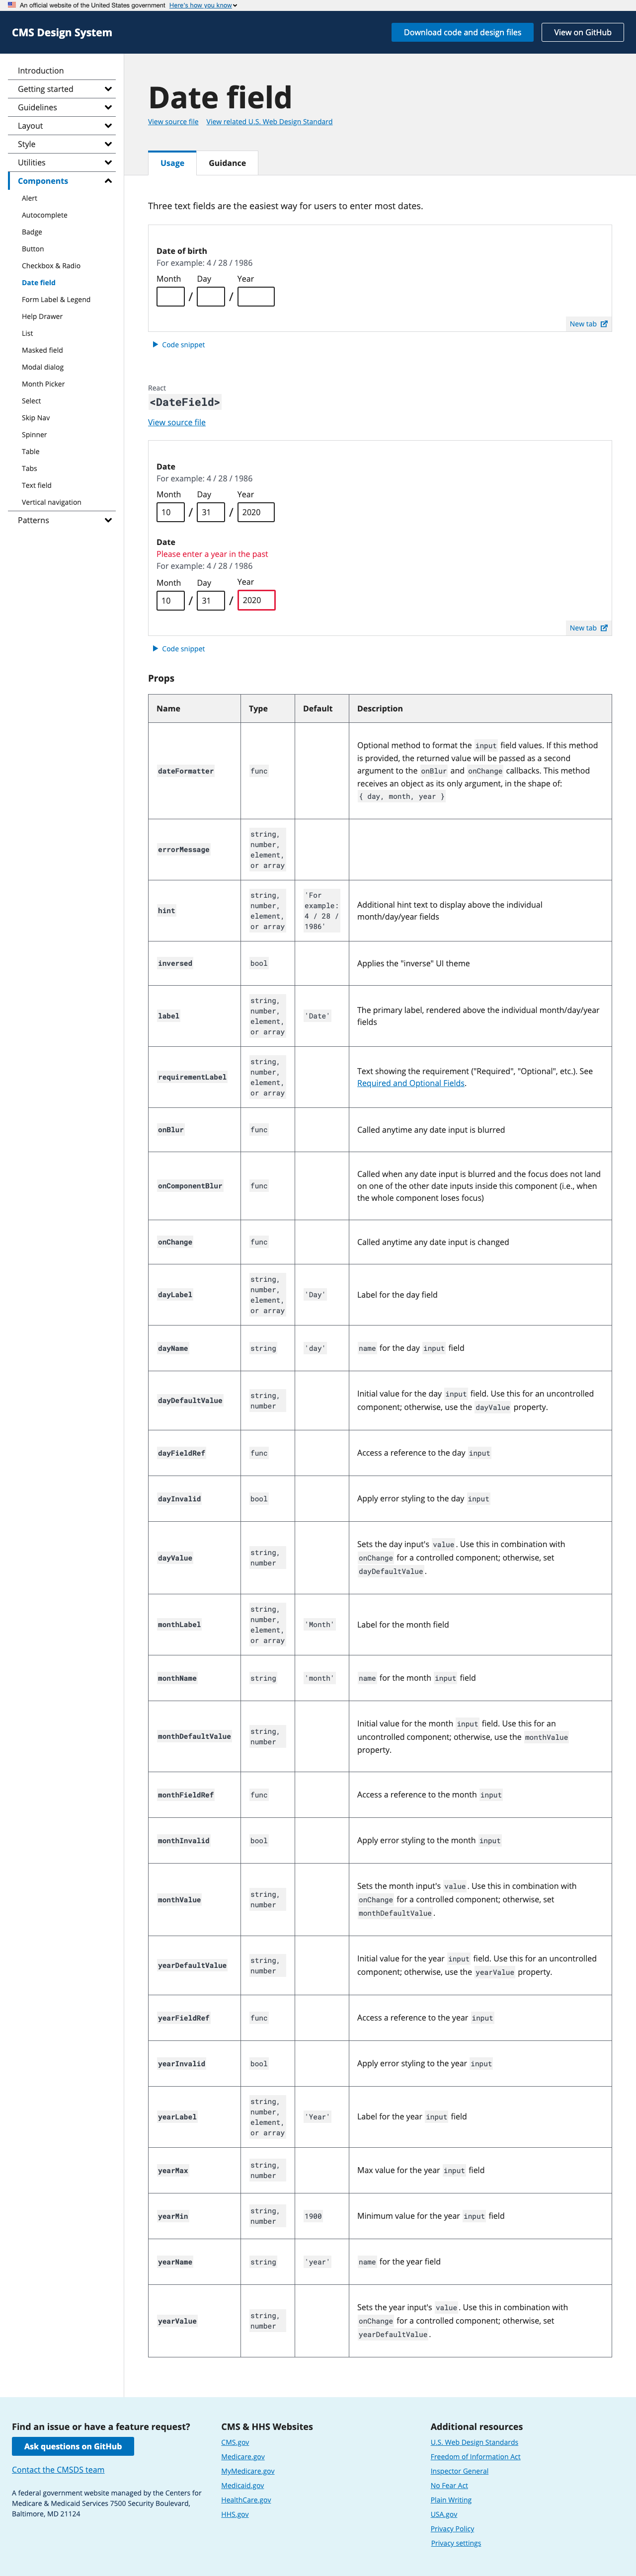 An official website of the United States government Here's how you know
CMS Design System
Download code and design files
View on GitHub
Introduction
Getting started
Guidelines
Layout
Style
Utilities
Components
Alert
Autocomplete
Badge
Button
Checkbox & Radio
Date field
Form Label & Legend
Help Drawer
List
Masked field
Modal dialog
Month Picker
Select
Skip Nav
Spinner
Table
Tabs
Text field
Vertical navigation
Patterns
Date field
View source file View related U.S. Web Design Standard
Usage Guidance
Three text fields are the easiest way for users to enter most dates.
Date of birth
For example: 4 / 28 / 1986
Month Day Year
/ /
New tab
Code snippet
React
<DateField>
View source file
Date
For example: 4 / 28 / 1986
Month Day Year
10 / 31 / 2020
Date
Please enter a year in the past
For example: 4 / 28 / 1986
Month Day Year
10 / 31 / 2020
New tab
Code snippet
Props
Name Type Default Description
dateFormatter
func
Optional method to format the input field values. If this method
is provided, the returned value will be passed as a second
argument to the onBlur and onChange callbacks. This method
receives an object as its only argument, in the shape of:
{ day, month, year }
errorMessage
string,
number,
element,
or array
hint
string,
number,
element,
or array
'For
example:
4 / 28 /
1986'
Additional hint text to display above the individual
month/day/year fields
inversed
bool
Applies the "inverse" UI theme
label
string,
number,
element,
or array
'Date'
The primary label, rendered above the individual month/day/year
fields
requirementLabel
string,
number,
element,
or array
Text showing the requirement ("Required", "Optional", etc.). See
Required and Optional Fields.
onBlur
func
Called anytime any date input is blurred
onComponentBlur
func
Called when any date input is blurred and the focus does not land
on one of the other date inputs inside this component (i.e., when
the whole component loses focus)
onChange
func
Called anytime any date input is changed
dayLabel
string,
number,
element,
or array
'Day'
Label for the day field
dayName
string
'day'
name for the day input field
dayDefaultValue
string,
number
Initial value for the day input field. Use this for an uncontrolled
component; otherwise, use the dayValue property.
dayFieldRef
func
Access a reference to the day input
dayInvalid
bool
Apply error styling to the day input
dayValue
string,
number
Sets the day input's value. Use this in combination with
onChange for a controlled component; otherwise, set
dayDefaultValue.
monthLabel
string,
number,
element,
or array
'Month'
Label for the month field
monthName
string
'month'
name for the month input field
monthDefaultValue
string,
number
Initial value for the month input field. Use this for an
uncontrolled component; otherwise, use the monthValue
property.
monthFieldRef
func
Access a reference to the month input
monthInvalid
bool
Apply error styling to the month input
monthValue
string,
number
Sets the month input's value. Use this in combination with
onChange for a controlled component; otherwise, set
monthDefaultValue.
yearDefaultValue
string,
number
Initial value for the year input field. Use this for an uncontrolled
component; otherwise, use the yearValue property.
yearFieldRef
func
Access a reference to the year input
yearInvalid
bool
Apply error styling to the year input
yearLabel
string,
number,
element,
or array
'Year'
Label for the year input field
yearMax
string,
number
Max value for the year input field
yearMin
string,
number
1900
Minimum value for the year input field
yearName
string
'year'
name for the year field
yearValue
string,
number
Sets the year input's value. Use this in combination with
onChange for a controlled component; otherwise, set
yearDefaultValue.
Find an issue or have a feature request?
Ask questions on GitHub
Contact the CMSDS team
A federal government website managed by the Centers for
Medicare & Medicaid Services 7500 Security Boulevard,
Baltimore, MD 21124
CMS & HHS Websites
CMS.gov
Medicare.gov
MyMedicare.gov
Medicaid.gov
HealthCare.gov
HHS.gov
Additional resources
U.S. Web Design Standards
Freedom of Information Act
Inspector General
No Fear Act
Plain Writing
USA.gov
Privacy Policy
Privacy settings